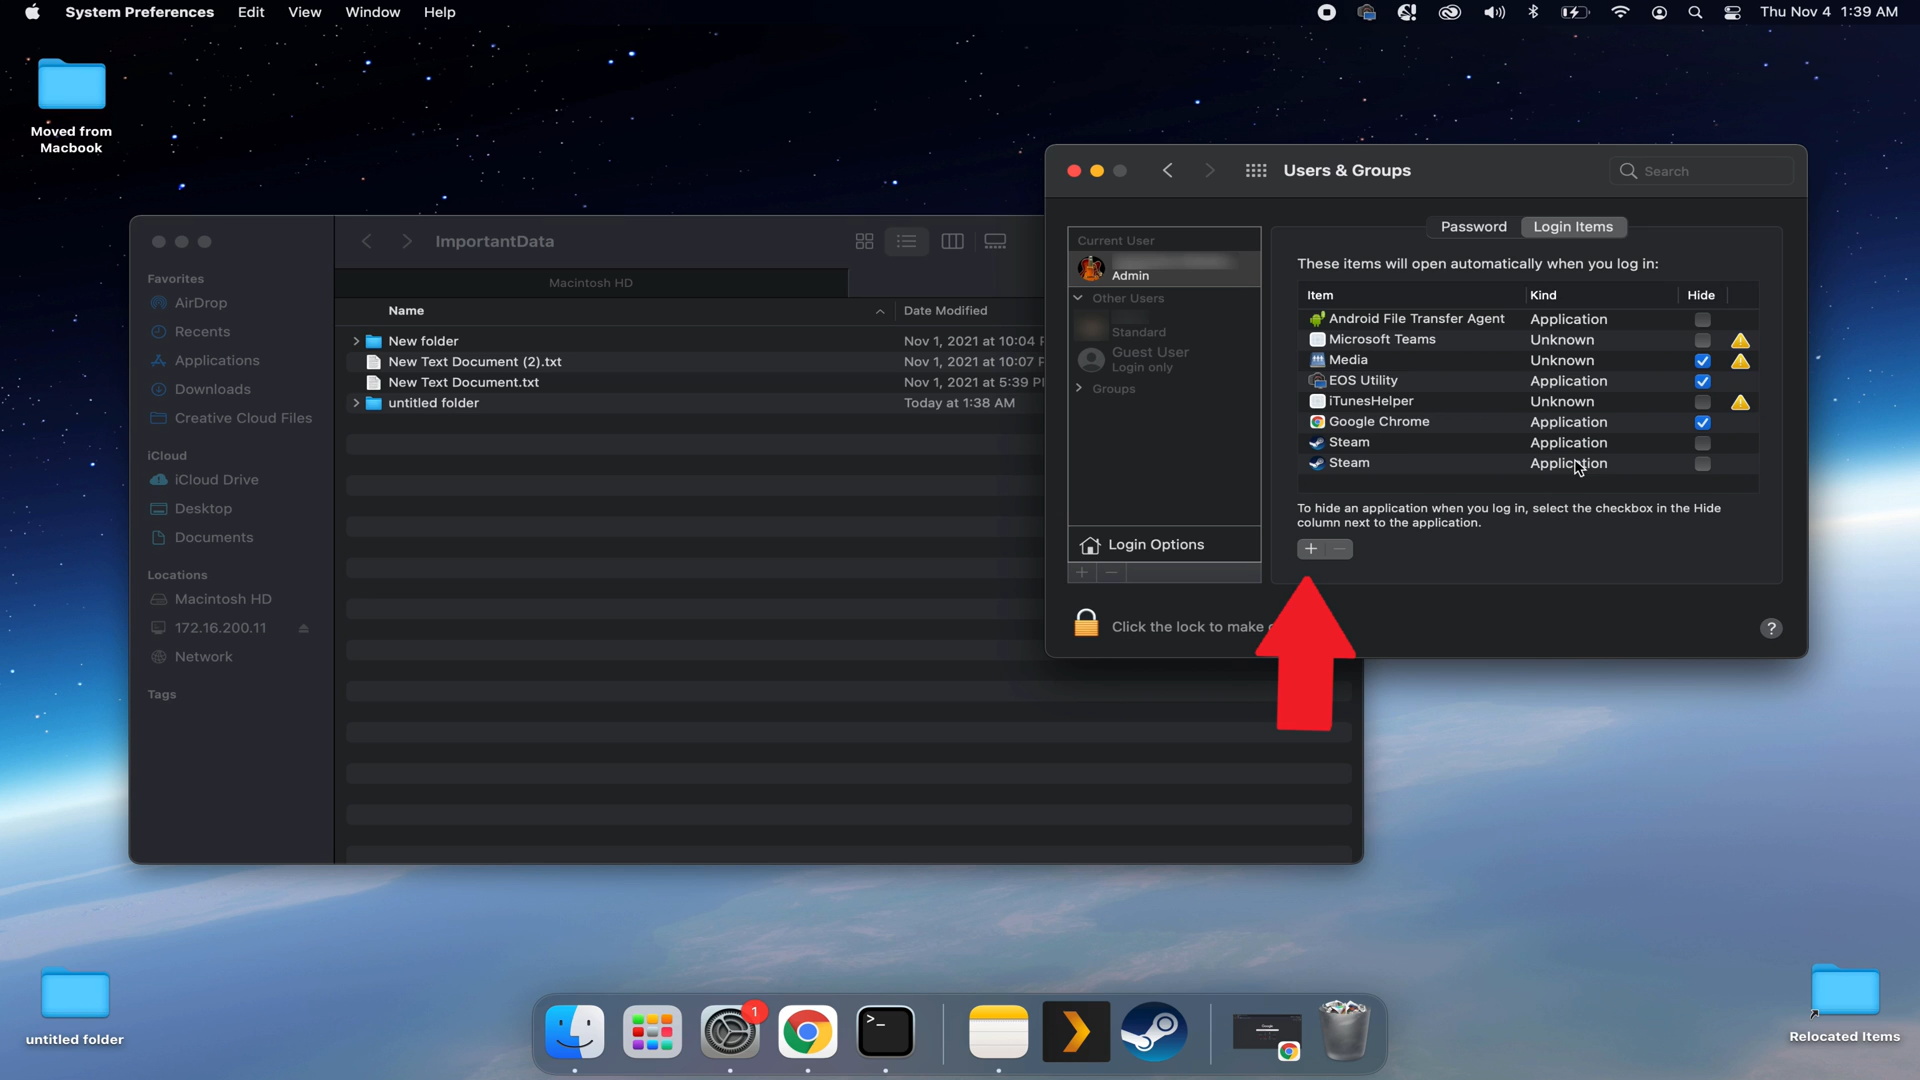 System Preferences Edit View Window Help
Thu Nov 4 1:39 AM
Moved from
Macbook
ImportantData
Favorites
AirDrop
Recents
Applications
Downloads
Creative Cloud Files
iCloud
iCloud Drive
Desktop
Documents
Locations
Macintosh HD
172.16.200.11
Network
Tags
Macintosh HD
Name Date Modified
New folder Nov 1, 2021 at 10:04
New Text Document (2).txt Nov 1, 2021 at 10:07
New Text Document.txt Nov 1, 2021 at 5:39
untitled folder Today at 1:38 AM
Users & Groups
Search
Current User
Admin
Other Users
Standard
Guest User
Login only
Groups
Login Options
+ −
Password Login Items
These items will open automatically when you log in:
Item Kind Hide
Android File Transfer Agent Application
Microsoft Teams Unknown
Media Unknown
EOS Utility Application
iTunesHelper Unknown
Google Chrome Application
Steam Application
Steam Application
To hide an application when you log in, select the checkbox in the Hide
column next to the application.
+ −
Click the lock to make
?
untitled folder
1
>_
Relocated Items